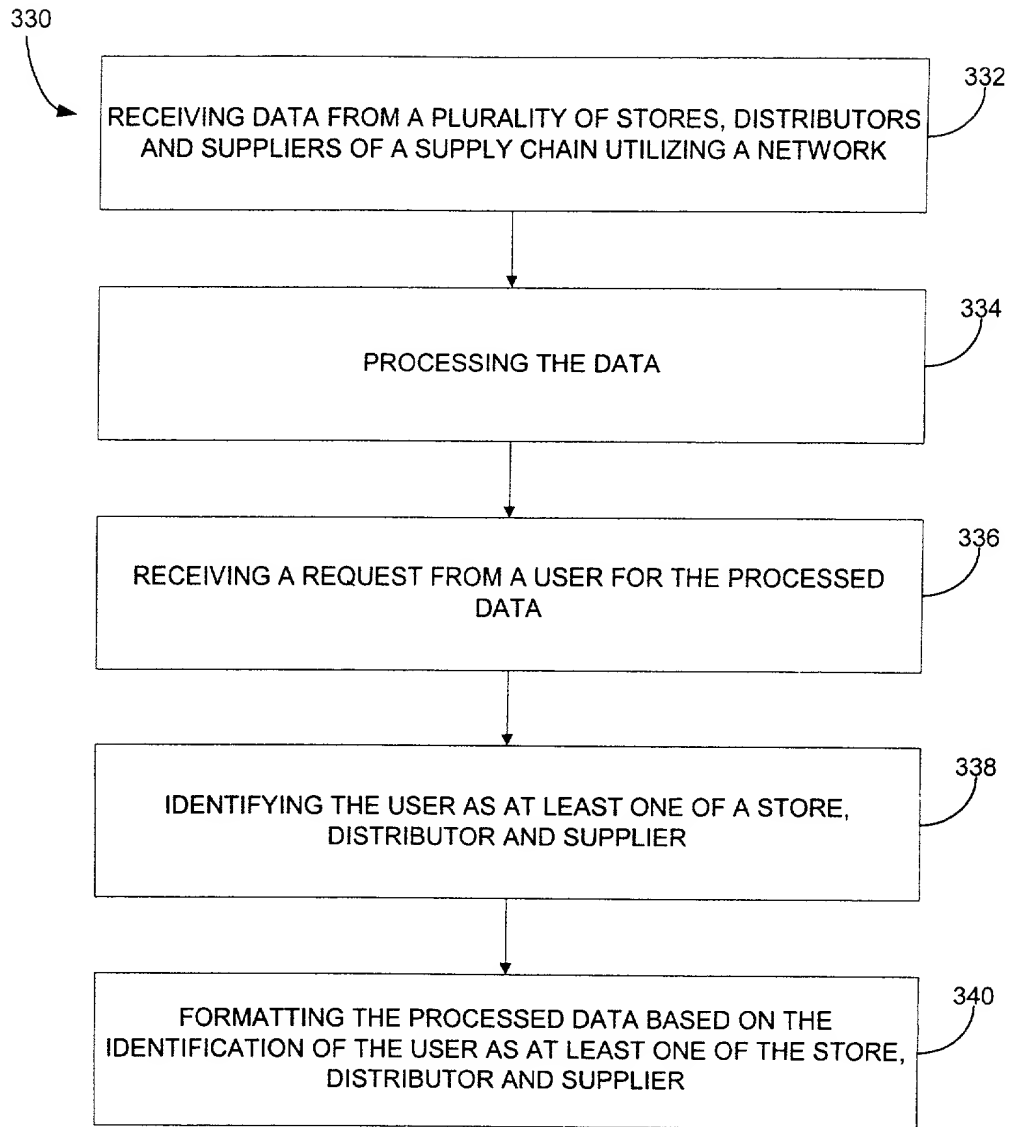 330
332
RECEIVING DATA FROM A PLURALITY OF STORES, DISTRIBUTORS
AND SUPPLIERS OF A SUPPLY CHAIN UTILIZING A NETWORK
334
PROCESSING THE DATA
336
RECEIVING A REQUEST FROM A USER FOR THE PROCESSED
DATA
338
IDENTIFYING THE USER AS AT LEAST ONE OF A STORE,
DISTRIBUTOR AND SUPPLIER
340
FORMATTING THE PROCESSED DATA BASED ON THE
IDENTIFICATION OF THE USER AS AT LEAST ONE OF THE STORE,
DISTRIBUTOR AND SUPPLIER